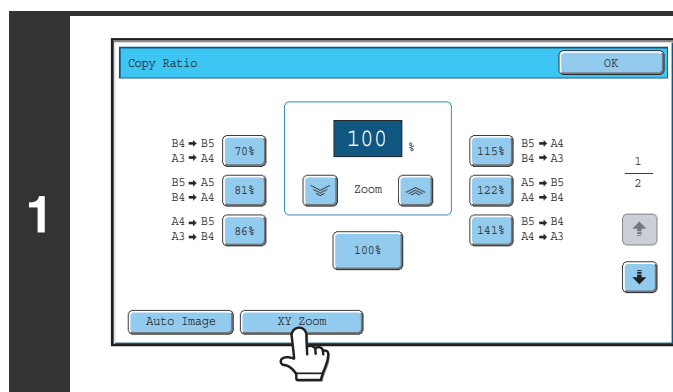 1
Copy Ratio
OK
100 %
B4 ➡ B5
A3 ➡ A4
70%
B5 ➡ A5
B4 ➡ A4
81%
A4 ➡ B5
A3 ➡ B4
86%
Zoom
100%
115%
B5 ➡ A4
B4 ➡ A3
122%
A5 ➡ B5
A4 ➡ B4
141%
B5 ➡ B4
A4 ➡ A3
1
2
Auto Image
XY Zoom